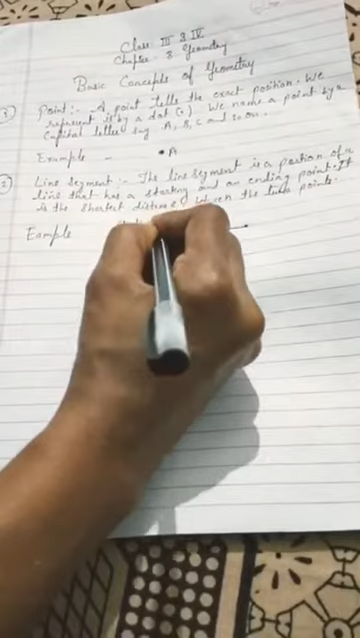 Class III & IV
Chapter - 8 Geometry
Basic Concepts of Geometry
① Point :- A point tells the exact position. We
represent is by a dot (•). We name a point by a
Capital letter say A, B, C and so on.
Example - • A
② Line Segment :- The line segment is a portion of a
line that has a starting and an ending point. It
is the shortest distance between the two points.
Eample